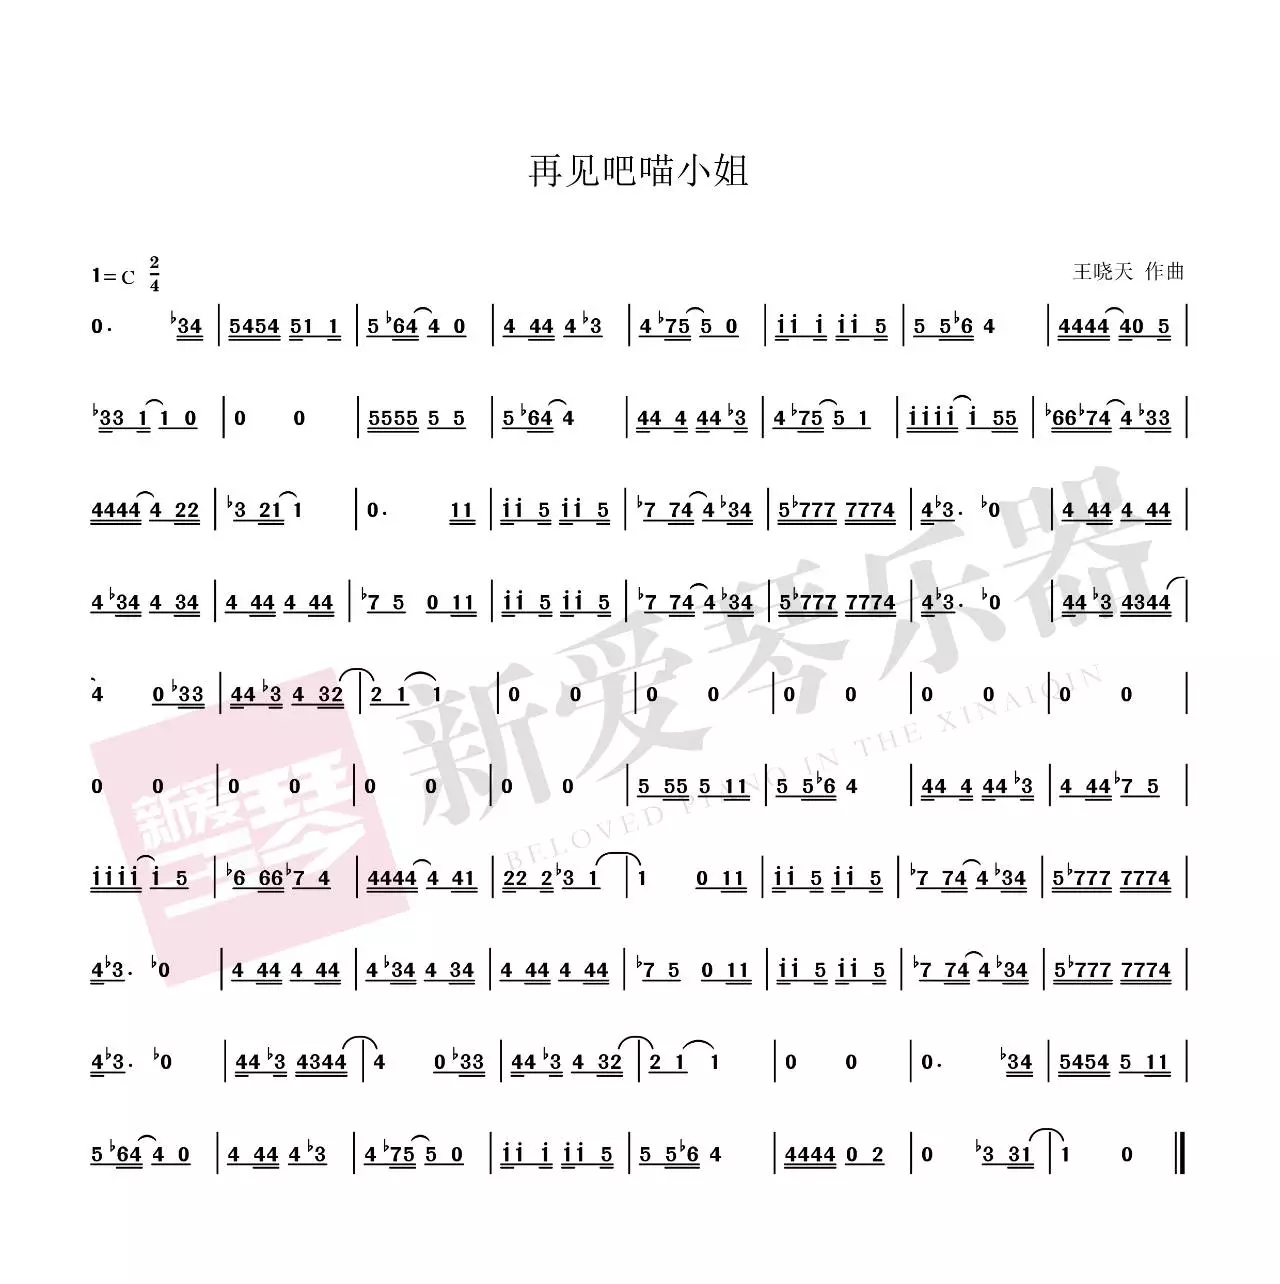 再见吧喵小姐
1=C 2/4
王晓天 作曲
0. ♭34 | 5454 51 1 | 5 ♭64 4 0 | 4 44 4 ♭3 | 4 ♭75 5 0 | i̇i̇ i̇ i̇i̇ 5 | 5 5♭6 4 | 4444 40 5 |
♭33 1 1 0 | 0 0 | 5555 5 5 | 5 ♭64 4 | 44 4 44 ♭3 | 4 ♭75 5 1 | i̇i̇i̇i̇ i̇ 55 | ♭66♭74 4 ♭33 |
4444 4 22 | ♭3 21 1 | 0. 11 | i̇i̇ 5 i̇i̇ 5 | ♭7 74 4 ♭34 | 5♭777 7774 | 4♭3. ♭0 | 4 44 4 44 |
4 ♭34 4 34 | 4 44 4 44 | ♭7 5 0 11 | i̇i̇ 5 i̇i̇ 5 | ♭7 74 4 ♭34 | 5♭777 7774 | 4♭3. ♭0 | 44 ♭3 4344 |
4 0 ♭33 | 44 ♭3 4 32 | 2 1 1 | 0 0 | 0 0 | 0 0 | 0 0 | 0 0 |
0 0 | 0 0 | 0 0 | 0 0 | 5 55 5 11 | 5 5♭6 4 | 44 4 44 ♭3 | 4 44♭7 5 |
i̇i̇i̇i̇ i̇ 5 | ♭6 66♭7 4 | 4444 4 41 | 22 2♭3 1 | 1 0 11 | i̇i̇ 5 i̇i̇ 5 | ♭7 74 4 ♭34 | 5♭777 7774 |
4♭3. ♭0 | 4 44 4 44 | 4 ♭34 4 34 | 4 44 4 44 | ♭7 5 0 11 | i̇i̇ 5 i̇i̇ 5 | ♭7 74 4 ♭34 | 5♭777 7774 |
4♭3. ♭0 | 44 ♭3 4344 | 4 0 ♭33 | 44 ♭3 4 32 | 2 1 1 | 0 0 | 0. ♭34 | 5454 5 11 |
5 ♭64 4 0 | 4 44 4 ♭3 | 4 ♭75 5 0 | i̇i̇ i̇ i̇i̇ 5 | 5 5♭6 4 | 4444 0 2 | 0 ♭3 31 | 1 0 ‖
新爱琴
新爱琴乐器
BELOVED PIANO IN THE XINAIQIN